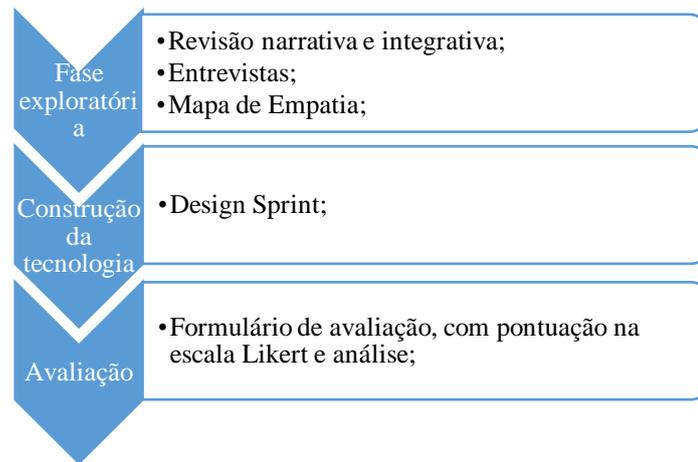 Fase
exploratóri
a
•Revisão narrativa e integrativa;
•Entrevistas;
•Mapa de Empatia;
Construção
da
tecnologia
•Design Sprint;
Avaliação
•Formulário de avaliação, com pontuação na
escala Likert e análise;